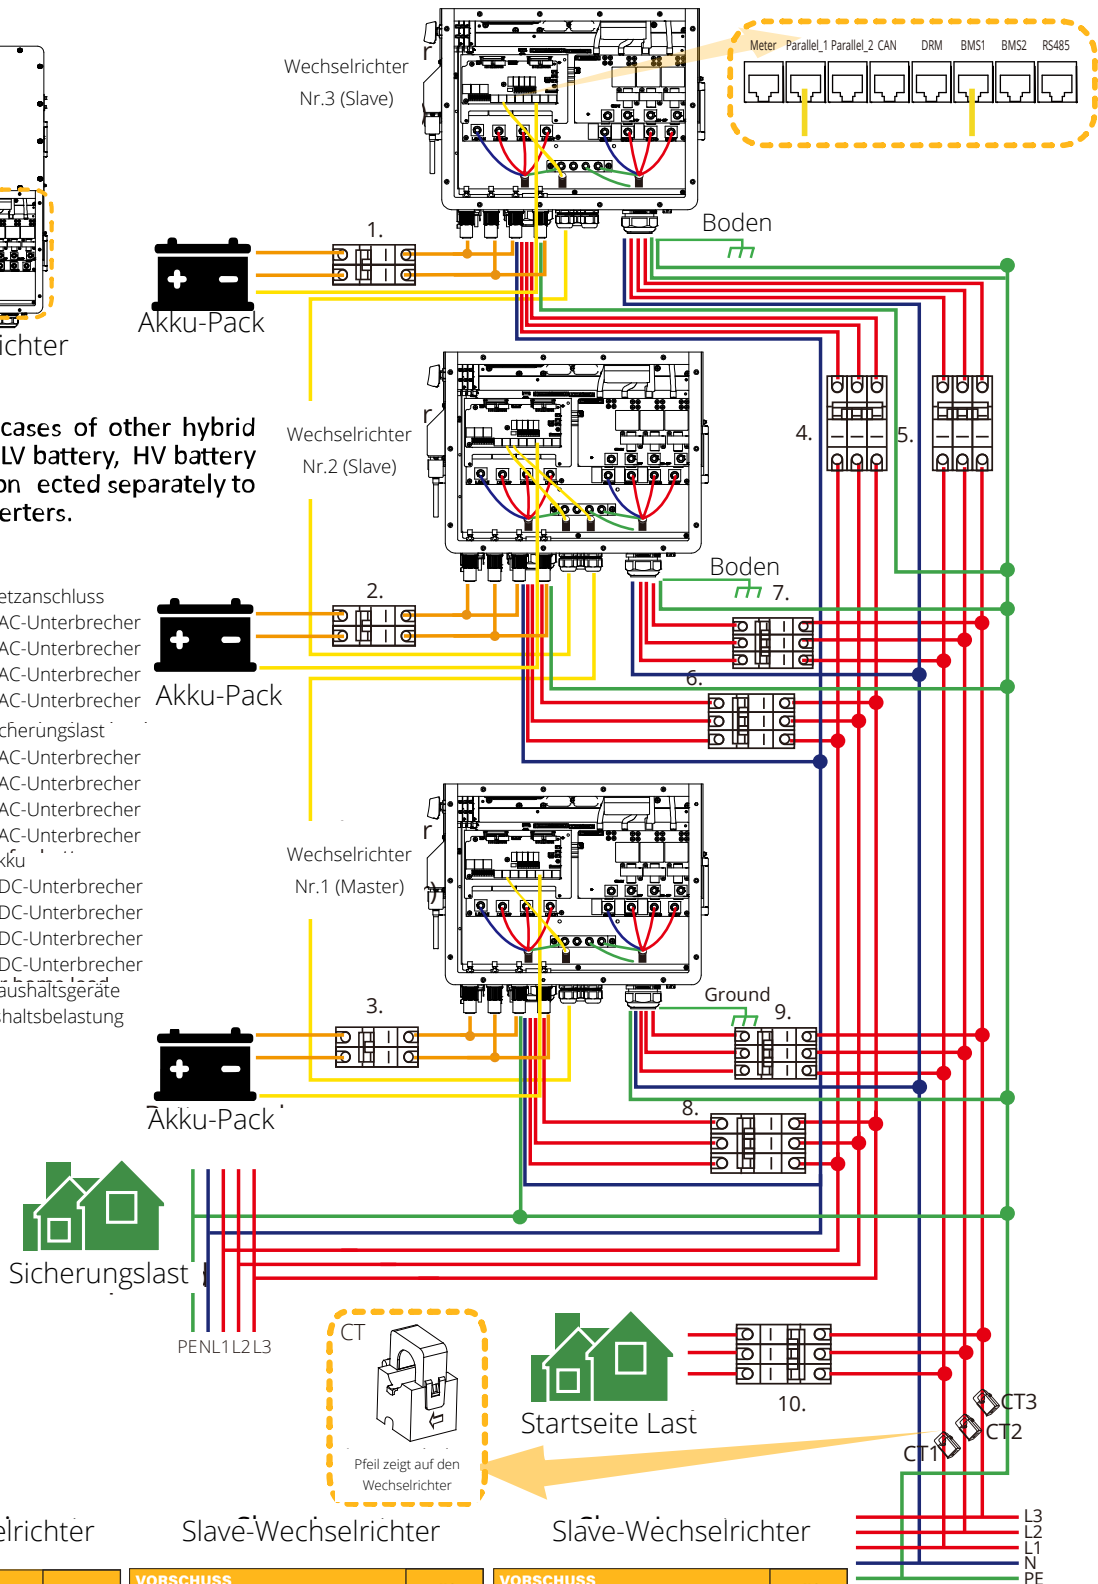 Meter Parallel_1 Parallel_2 CAN DRM BMS1 BMS2 RS485
Wechselrichter
Nr.3 (Slave)
r
Boden
1.
Akku-Pack
ichter
cases of other hybrid
LV battery, HV battery
on ected separately to
erters.
Wechselrichter
Nr.2 (Slave)
r
4.
5.
Boden
7.
2.
Akku-Pack
6.
etzanschluss
AC-Unterbrecher
AC-Unterbrecher
AC-Unterbrecher
AC-Unterbrecher
cherungslast
AC-Unterbrecher
AC-Unterbrecher
AC-Unterbrecher
AC-Unterbrecher
kku
DC-Unterbrecher
DC-Unterbrecher
DC-Unterbrecher
DC-Unterbrecher
aushaltsgeräte
shaltsbelastung
Wechselrichter
Nr.1 (Master)
r
Ground
9.
3.
Akku-Pack
8.
Sicherungslast
PENL1L2L3
CT
Pfeil zeigt auf den
Wechselrichter
Startseite Last
10.
CT3
CT2
CT1
L3
L2
L1
N
PE
elrichter
Slave-Wechselrichter
Slave-Wechselrichter
VORSCHUSS
VORSCHUSS